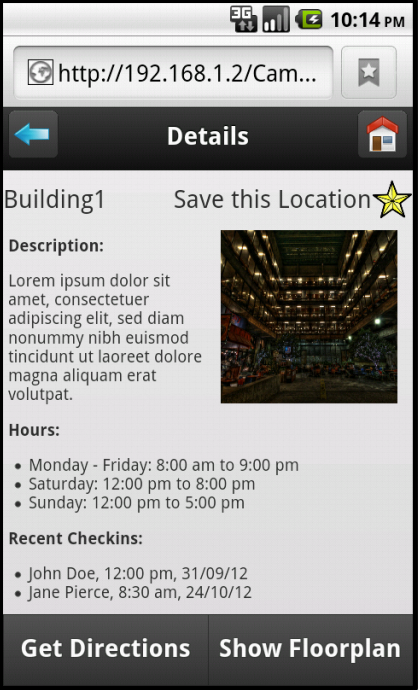 3G 10:14 PM
http://192.168.1.2/Cam...
Details
Building1 Save this Location
Description:
Lorem ipsum dolor sit
amet, consectetuer
adipiscing elit, sed diam
nonummy nibh euismod
tincidunt ut laoreet dolore
magna aliquam erat
volutpat.
Hours:
Monday - Friday: 8:00 am to 9:00 pm
Saturday: 12:00 pm to 8:00 pm
Sunday: 12:00 pm to 5:00 pm
Recent Checkins:
John Doe, 12:00 pm, 31/09/12
Jane Pierce, 8:30 am, 24/10/12
Get Directions Show Floorplan